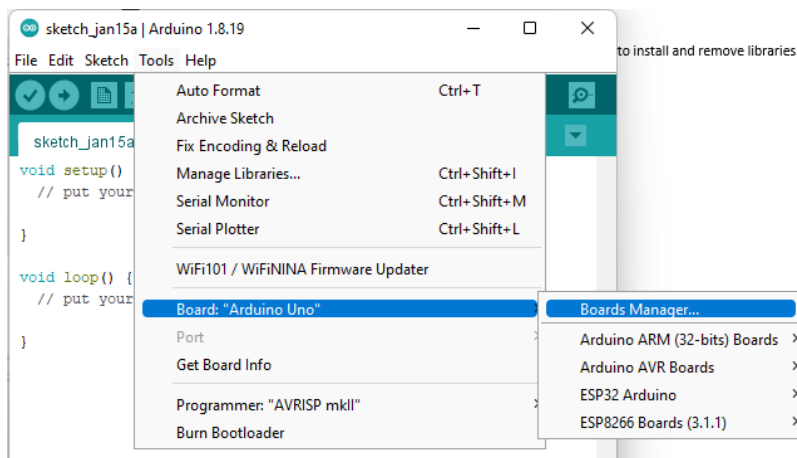 sketch_jan15a | Arduino 1.8.19
to install and remove libraries
File Edit Sketch Tools Help
sketch_jan15a
void setup()
// put your
}
void loop() {
// put your
}
Auto Format Ctrl+T
Archive Sketch
Fix Encoding & Reload
Manage Libraries... Ctrl+Shift+I
Serial Monitor Ctrl+Shift+M
Serial Plotter Ctrl+Shift+L
WiFi101 / WiFiNINA Firmware Updater
Board: "Arduino Uno"
Port
Get Board Info
Programmer: "AVRISP mkII"
Burn Bootloader
Boards Manager...
Arduino ARM (32-bits) Boards
Arduino AVR Boards
ESP32 Arduino
ESP8266 Boards (3.1.1)